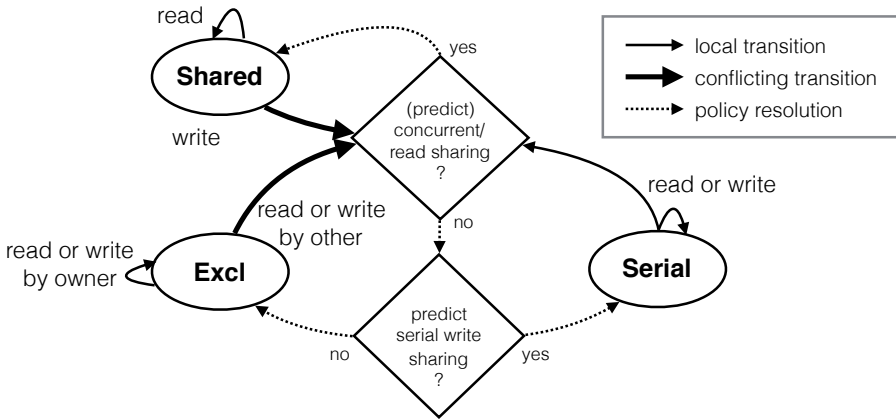 read
Shared
write
yes
(predict)
concurrent/
read sharing
?
no
local transition
conflicting transition
policy resolution
read or write
by other
read or write
by owner
Excl
read or write
Serial
predict
serial write
sharing
?
no
yes